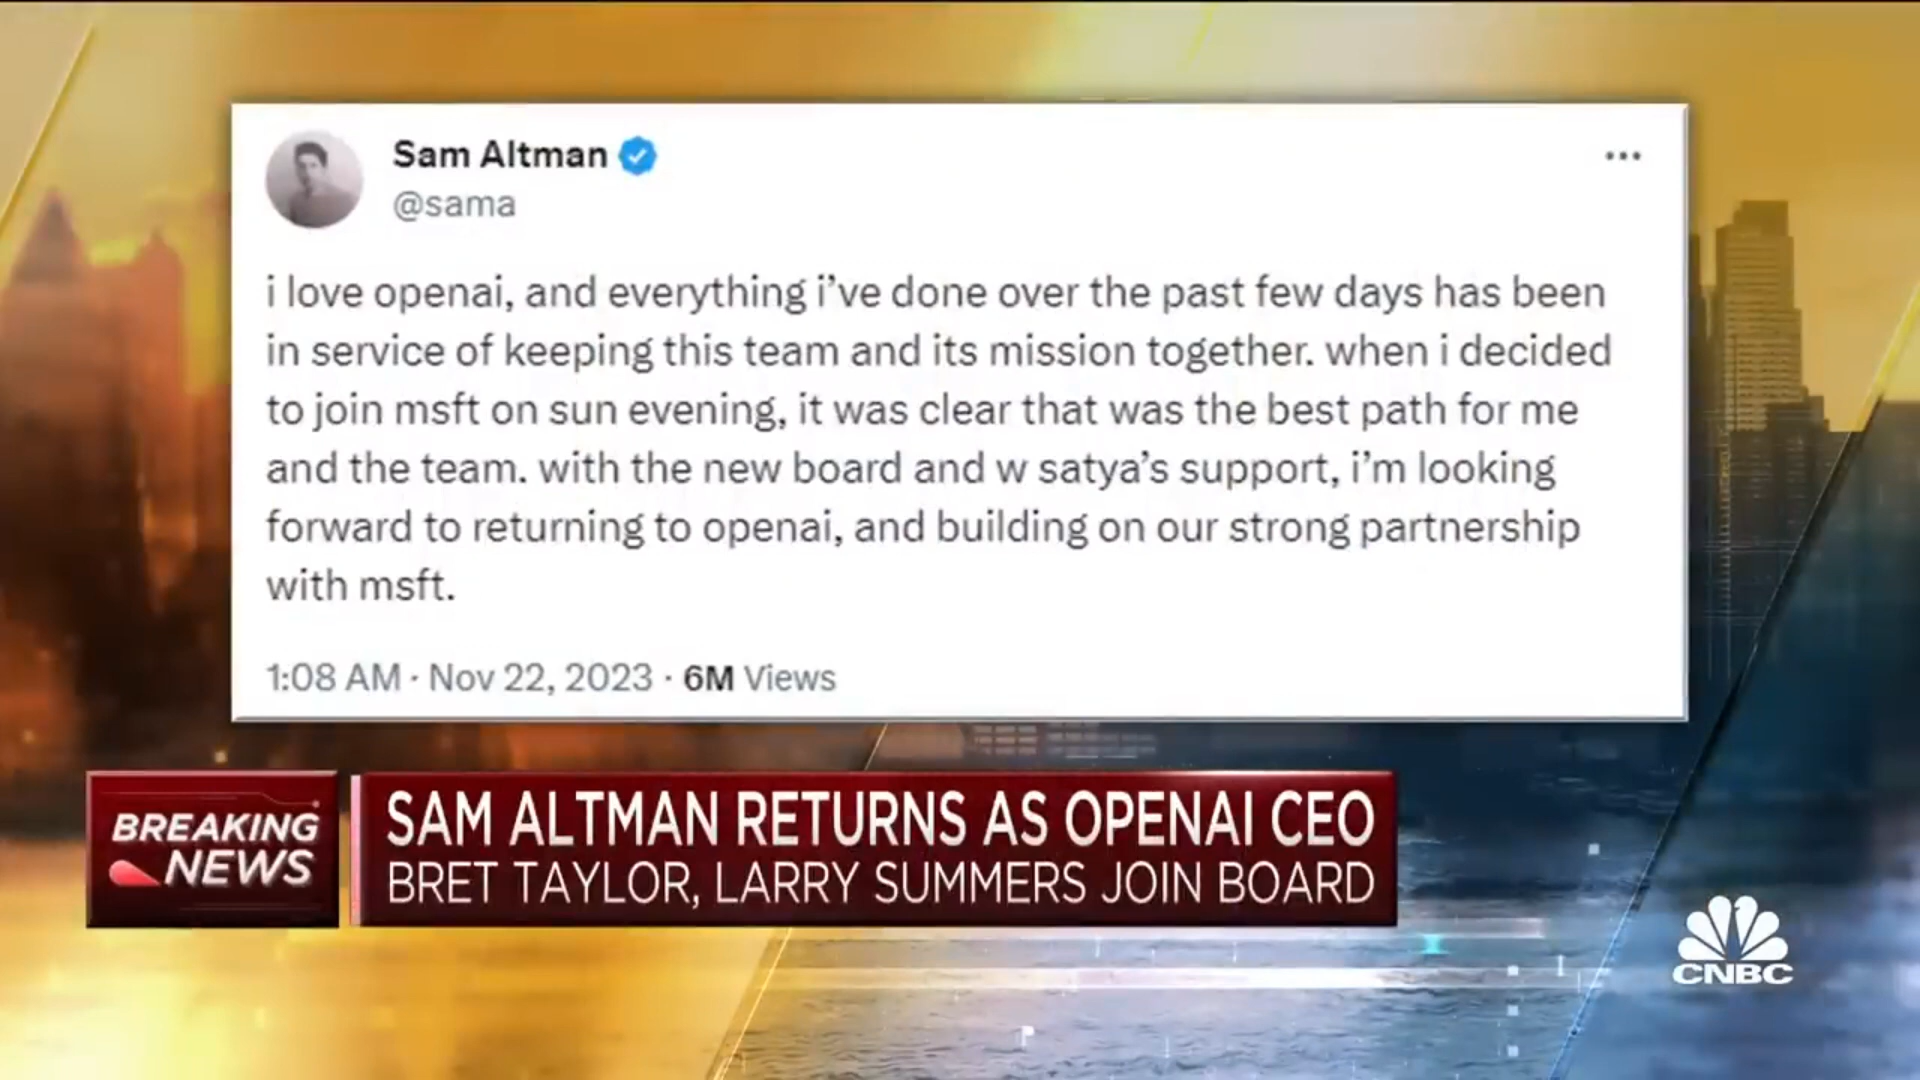 Sam Altman
@sama
i love openai, and everything i’ve done over the past few days has been
in service of keeping this team and its mission together. when i decided
to join msft on sun evening, it was clear that was the best path for me
and the team. with the new board and w satya’s support, i’m looking
forward to returning to openai, and building on our strong partnership
with msft.
1:08 AM · Nov 22, 2023 · 6M Views
BREAKING
NEWS
SAM ALTMAN RETURNS AS OPENAI CEO
BRET TAYLOR, LARRY SUMMERS JOIN BOARD
CNBC